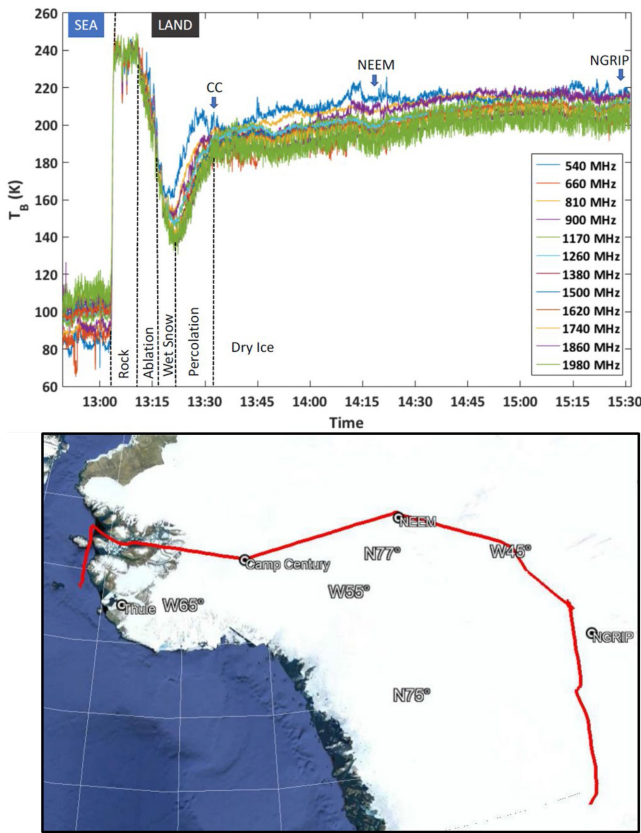 260
SEA
LAND
240
NEEM
NGRIP
CC
220
200
180
160
140
120
100
80
60
T_B (K)
540 MHz
660 MHz
810 MHz
900 MHz
1170 MHz
1260 MHz
1380 MHz
1500 MHz
1620 MHz
1740 MHz
1860 MHz
1980 MHz
Rock
Ablation
Wet Snow
Percolation
Dry Ice
13:00
13:15
13:30
13:45
14:00
14:15
14:30
14:45
15:00
15:15
15:30
Time
NEEM
N77°
W45°
Camp Century
W55°
Thule
W65°
NGRIP
N75°